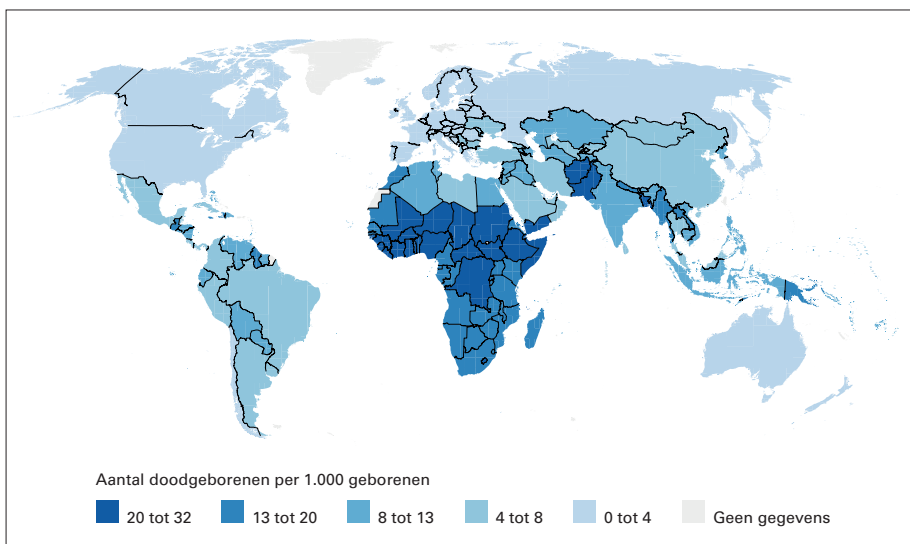 Aantal doodgeborenen per 1.000 geborenen
20 tot 32 13 tot 20 8 tot 13 4 tot 8 0 tot 4 Geen gegevens